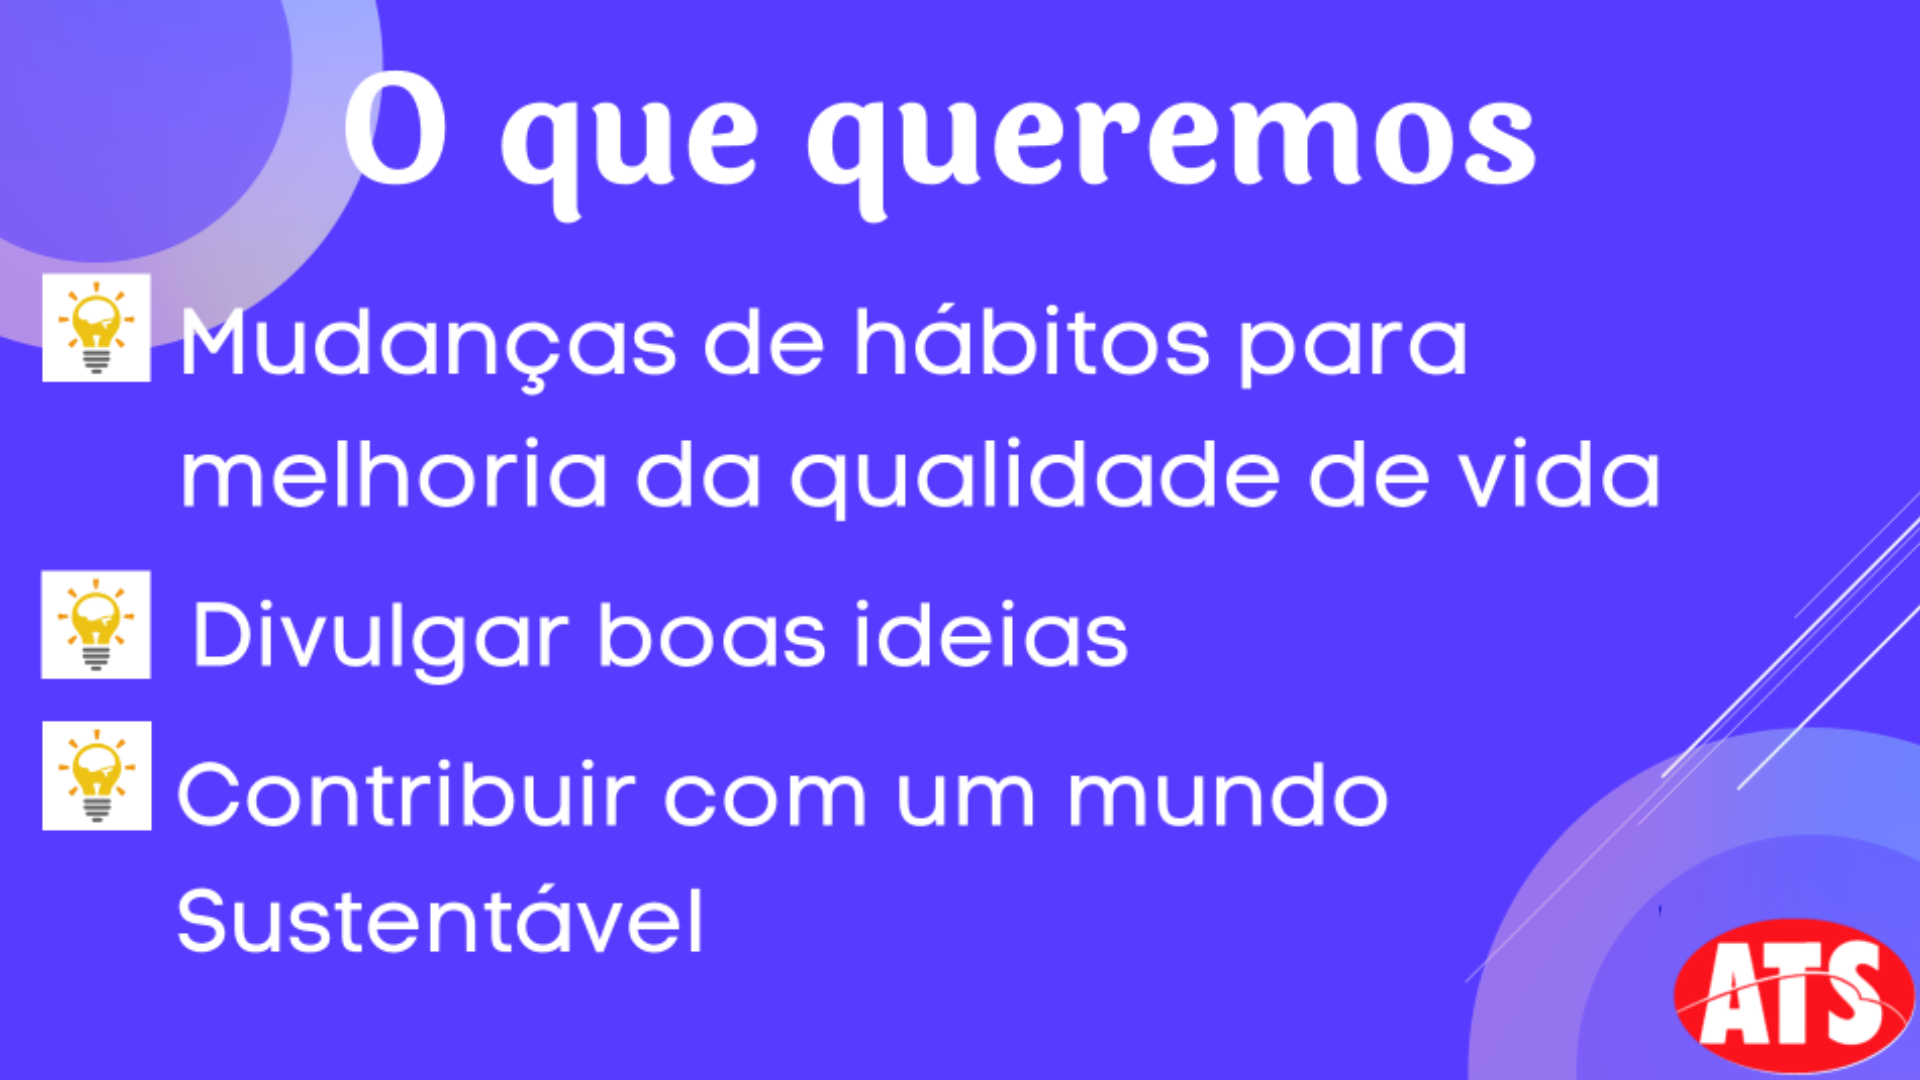 O que queremos
Mudanças de hábitos para
melhoria da qualidade de vida
Divulgar boas ideias
Contribuir com um mundo
Sustentável
ATS